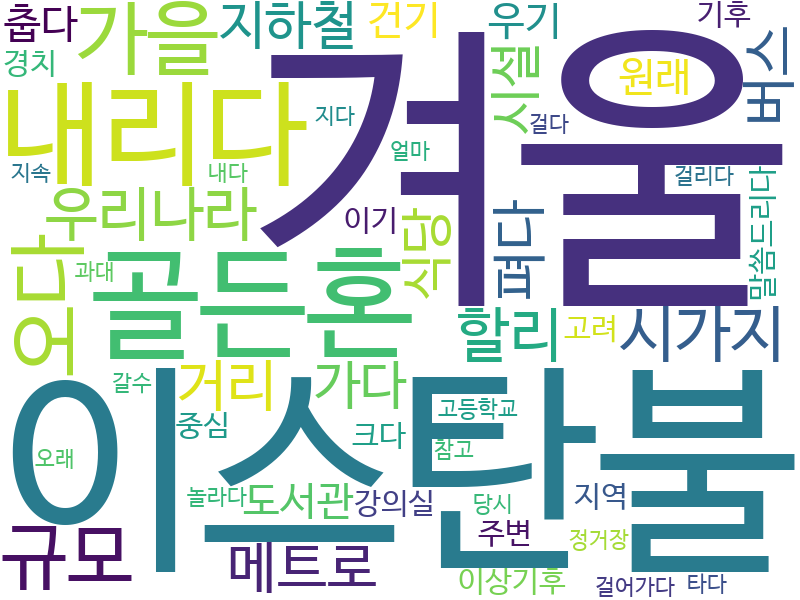 춥다
가을
지하철
건기
우기
기후
경치
내리다
지다
겨울
시설
원래
버스
걸다
얼마
지속
내다
걸리다
우리나라
이기
식당
펴다
말씀드리다
오다
과대
골든혼
할리
고려
시가지
갈수
거리
가다
이스탄불
중심
크다
고등학교
참고
오래
놀라다
도서관
강의실
당시
지역
규모
메트로
주변
정거장
이상기후
걸어가다
타다